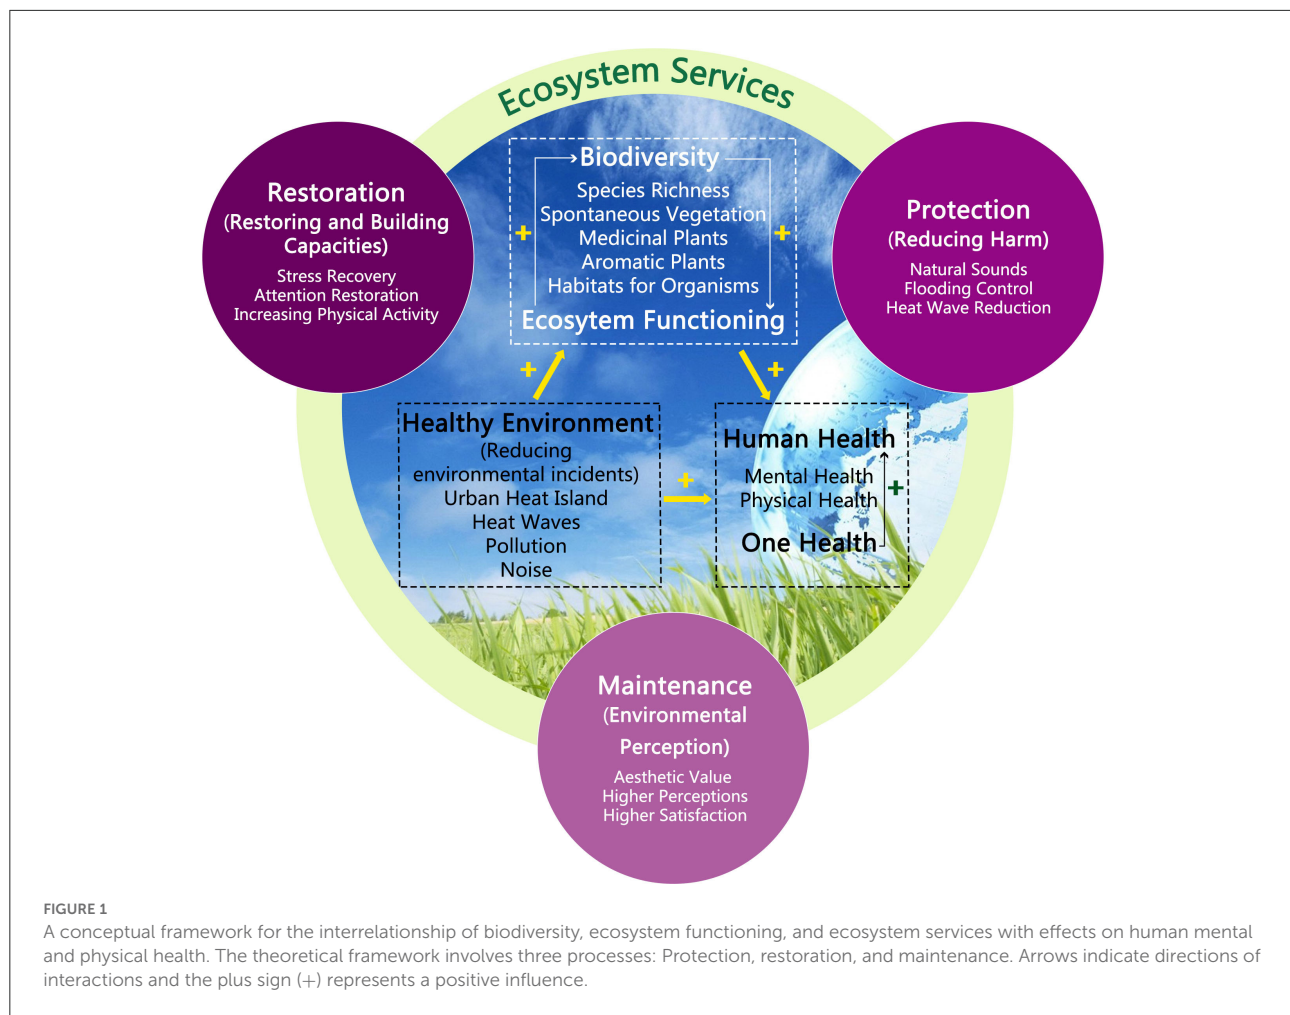 Ecosystem Services
Restoration
(Restoring and Building
Capacities)
Stress Recovery
Attention Restoration
Increasing Physical Activity
Biodiversity
Species Richness
Spontaneous Vegetation
Medicinal Plants
Aromatic Plants
Habitats for Organisms
Ecosytem Functioning
+
+
Protection
(Reducing Harm)
Natural Sounds
Flooding Control
Heat Wave Reduction
+
+
Healthy Environment
(Reducing
environmental incidents)
Urban Heat Island
Heat Waves
Pollution
Noise
+
Human Health
Mental Health
Physical Health
+
One Health
Maintenance
(Environmental
Perception)
Aesthetic Value
Higher Perceptions
Higher Satisfaction
FIGURE 1
A conceptual framework for the interrelationship of biodiversity, ecosystem functioning, and ecosystem services with effects on human mental
and physical health. The theoretical framework involves three processes: Protection, restoration, and maintenance. Arrows indicate directions of
interactions and the plus sign (+) represents a positive influence.